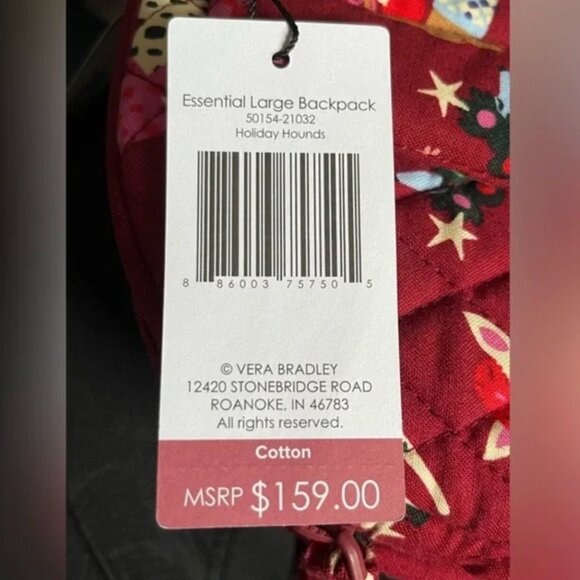 Essential Large Backpack
50154-21032
Holiday Hounds
8 86003 75750 5
© VERA BRADLEY
12420 STONEBRIDGE ROAD
ROANOKE, IN 46783
All rights reserved.
Cotton
MSRP $159.00